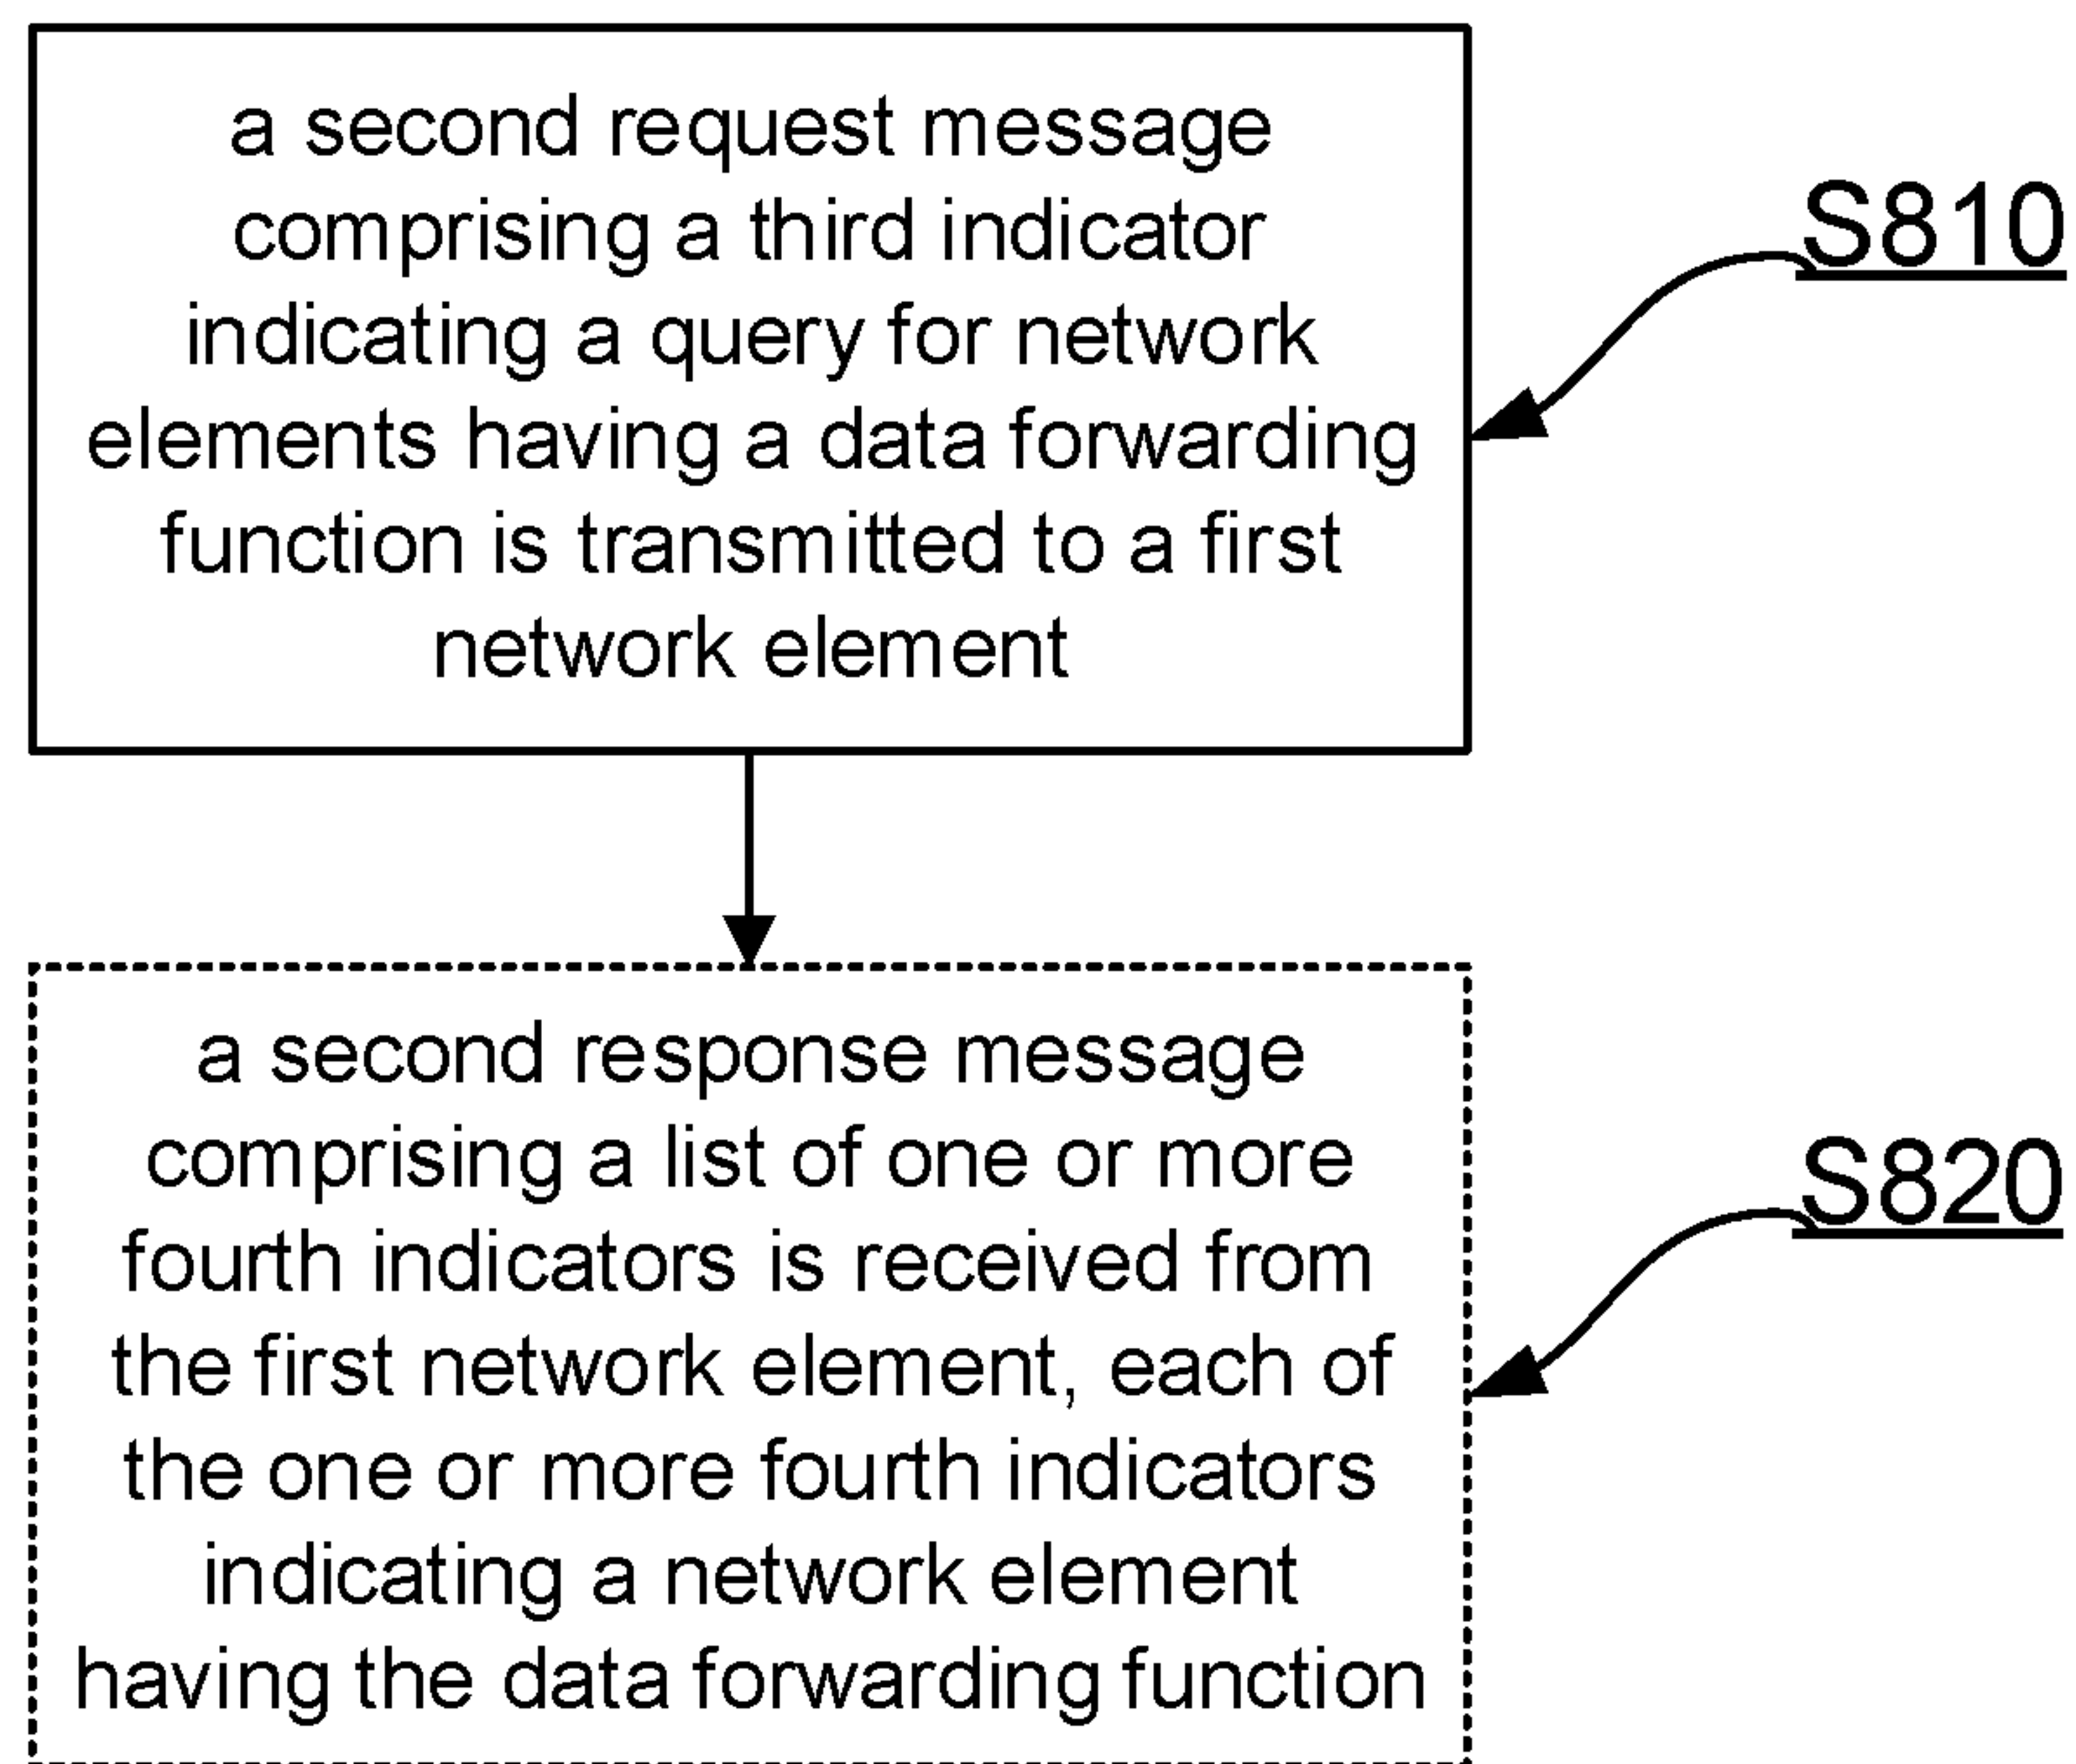 a second request message
comprising a third indicator
indicating a query for network
elements having a data forwarding
function is transmitted to a first
network element
S810
a second response message
comprising a list of one or more
fourth indicators is received from
the first network element, each of
the one or more fourth indicators
indicating a network element
having the data forwarding function
S820